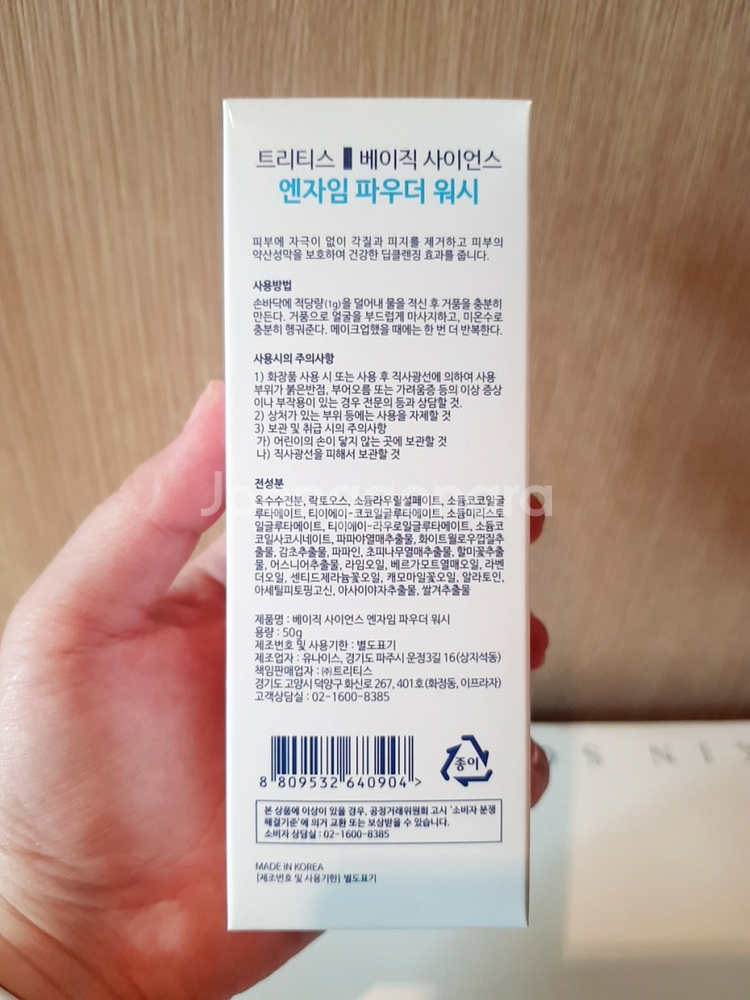 트리티스 ▮ 베이직 사이언스
엔자임 파우더 워시
피부에 자극이 없이 각질과 피지를 제거하고 피부의
약산성막을 보호하여 건강한 딥클렌징 효과를 줍니다.
사용방법
손바닥에 적당량(1g)을 덜어내 물을 적신 후 거품을 충분히
만든다. 거품으로 얼굴을 부드럽게 마사지하고, 미온수로
충분히 헹궈준다. 메이크업했을 때에는 한 번 더 반복한다.
사용시의 주의사항
1) 화장품 사용 시 또는 사용 후 직사광선에 의하여 사용
부위가 붉은반점, 부어오름 또는 가려움증 등의 이상 증상
이나 부작용이 있는 경우 전문의 등과 상담할 것.
2) 상처가 있는 부위 등에는 사용을 자제할 것
3) 보관 및 취급 시의 주의사항
가) 어린이의 손이 닿지 않는 곳에 보관할 것
나) 직사광선을 피해서 보관할 것
전성분
옥수수전분, 락토오스, 소듐라우릴설페이트, 소듐코코일글
루타메이트, 티이에이-코코일글루타메이트, 소듐미리스토
일글루타메이트, 티이에이-라우로일글루타메이트, 소듐코
코일사코시네이트, 파파야열매추출물, 화이트윌로우껍질추
출물, 감초추출물, 파파인, 초피나무열매추출물, 할미꽃추출
물, 어스니어추출물, 라임오일, 베르가모트열매오일, 라벤
더오일, 센티드제라늄꽃오일, 캐모마일꽃오일, 알라토인,
아세틸피토핑고신, 아사이야자추출물, 쌀겨추출물
제품명 : 베이직 사이언스 엔자임 파우더 워시
용량 : 50g
제조번호 및 사용기한 : 별도표기
제조업자 : 유나이스, 경기도 파주시 운정3길 16(상지석동)
책임판매업자 : ㈜트리티스
경기도 고양시 덕양구 화신로 267, 401호(화정동, 이프라자)
고객상담실 : 02-1600-8385
8 809532 640904 >
종이
본 상품에 이상이 있을 경우, 공정거래위원회 고시 '소비자 분쟁
해결기준'에 의거 교환 또는 보상받을 수 있습니다.
소비자 상담실 : 02-1600-8385
MADE IN KOREA
[제조번호 및 사용기한] 별도표기